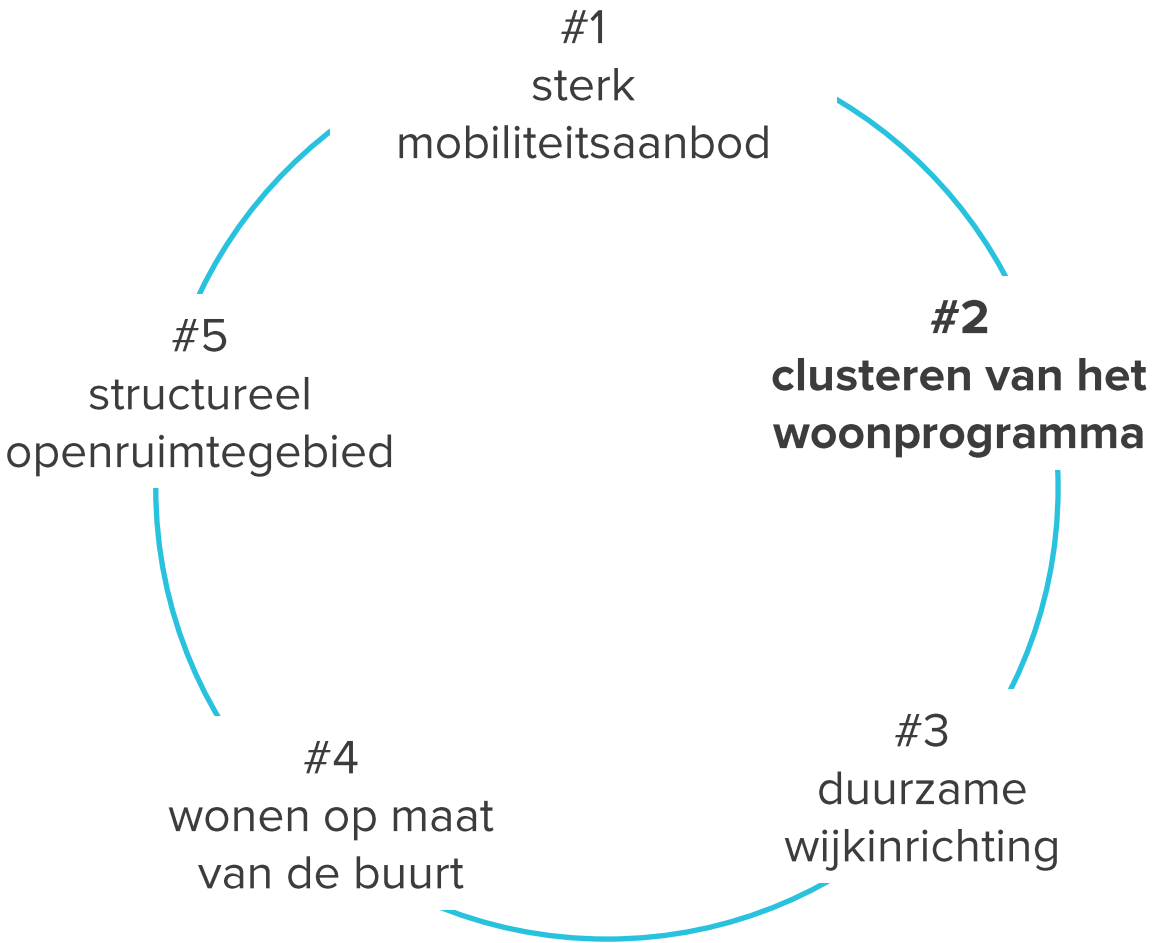 #1
sterk
mobiliteitsaanbod
#2
clusteren van het
woonprogramma
#3
duurzame
wijkinrichting
#4
wonen op maat
van de buurt
#5
structureel
openruimtegebied